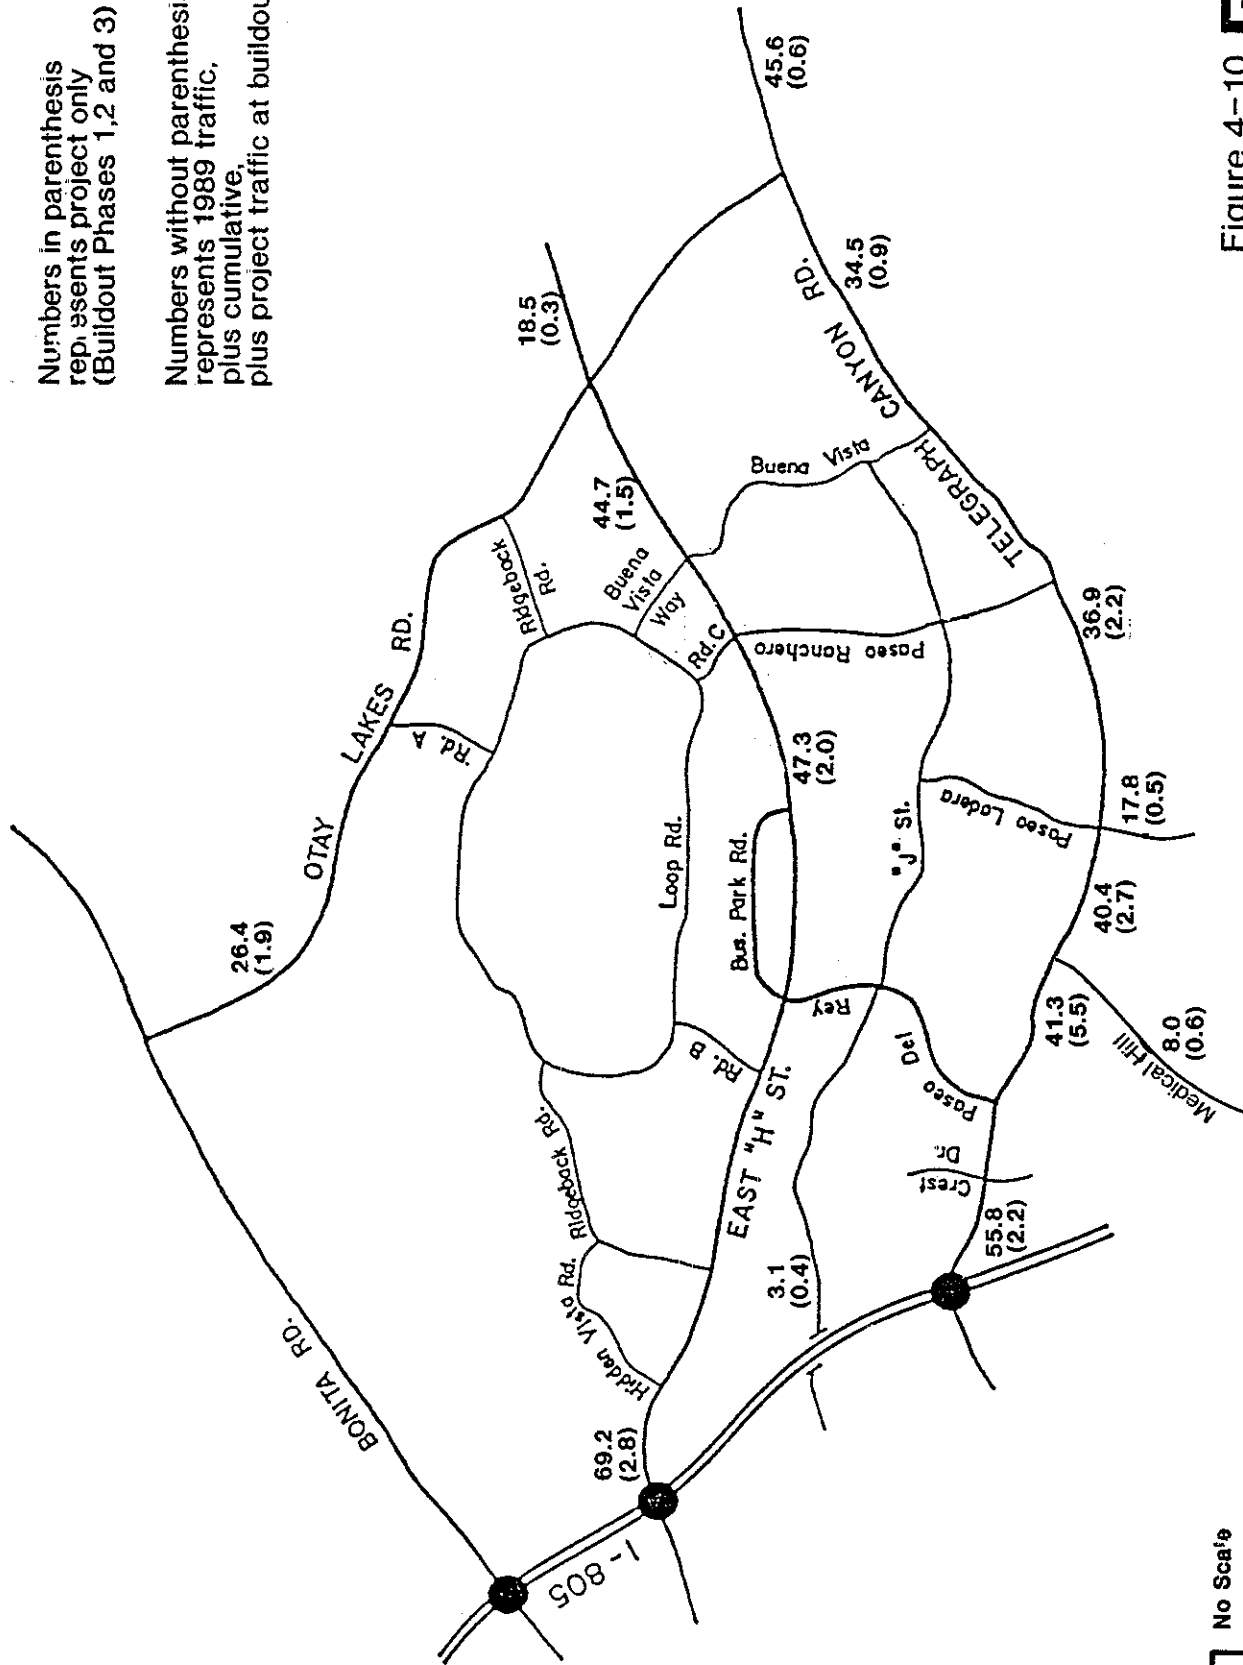 Numbers in parenthesis
represents project only
(Buildout Phases 1,2 and 3)
Numbers without parenthesi
represents 1989 traffic,
plus cumulative,
plus project traffic at buildou
45.6
(0.6)
18.5
(0.3)
34.5
(0.9)
TELEGRAPH CANYON RD.
44.7
(1.5)
Buena Vista
Buena
Vista
Way
Ridgeback
Rd.
OTAY LAKES RD.
Rd. A
Rd. C
Paseo Ranchero
36.9
(2.2)
47.3
(2.0)
Loop Rd.
Bus. Park Rd.
"J" St.
Paseo Ladera
17.8
(0.5)
26.4
(1.9)
40.4
(2.7)
Paseo Del Rey
41.3
(5.5)
Medical Hill
8.0
(0.6)
Rd. B
EAST "H" ST.
Ridgeback Rd.
Hidden Vista Rd.
Crest
Dr.
55.8
(2.2)
3.1
(0.4)
BONITA RD.
69.2
(2.8)
I-805
No Scale
Figure 4-10